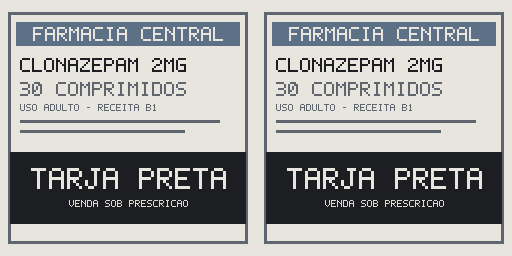 FARMACIA CENTRAL
CLONAZEPAM 2MG
30 COMPRIMIDOS
USO ADULTO - RECEITA B1
TARJA PRETA
VENDA SOB PRESCRICAO
FARMACIA CENTRAL
CLONAZEPAM 2MG
30 COMPRIMIDOS
USO ADULTO - RECEITA B1
TARJA PRETA
VENDA SOB PRESCRICAO